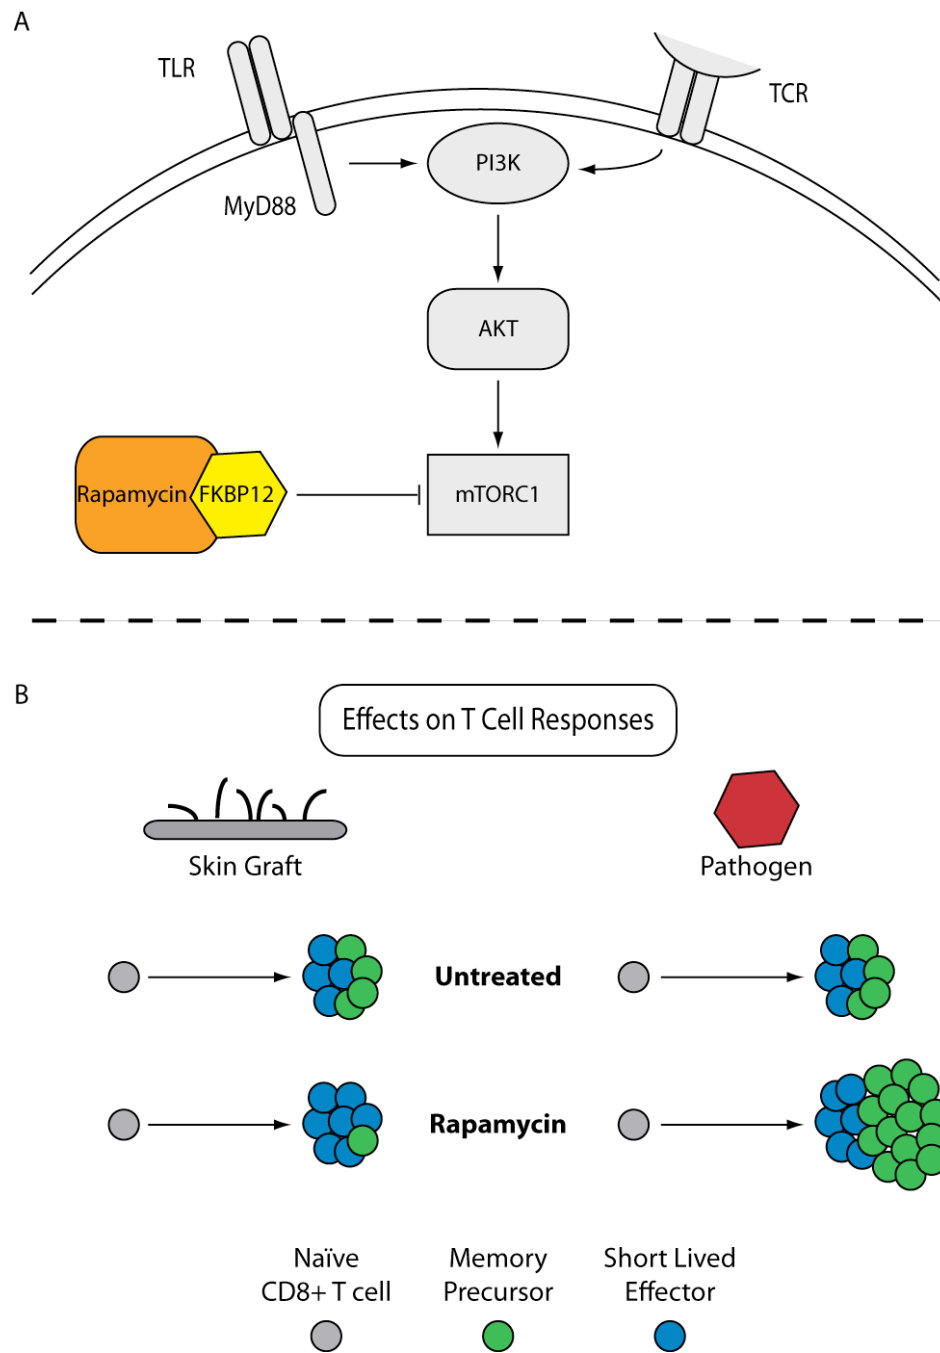 A
TLR
TCR
PI3K
MyD88
AKT
Rapamycin
FKBP12
mTORC1
B
Effects on T Cell Responses
Skin Graft
Pathogen
Untreated
Rapamycin
Naïve
CD8+ T cell
Memory
Precursor
Short Lived
Effector